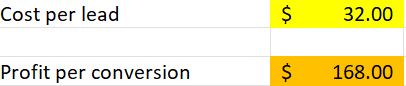 Cost per lead $ 32.00
Profit per conversion $ 168.00